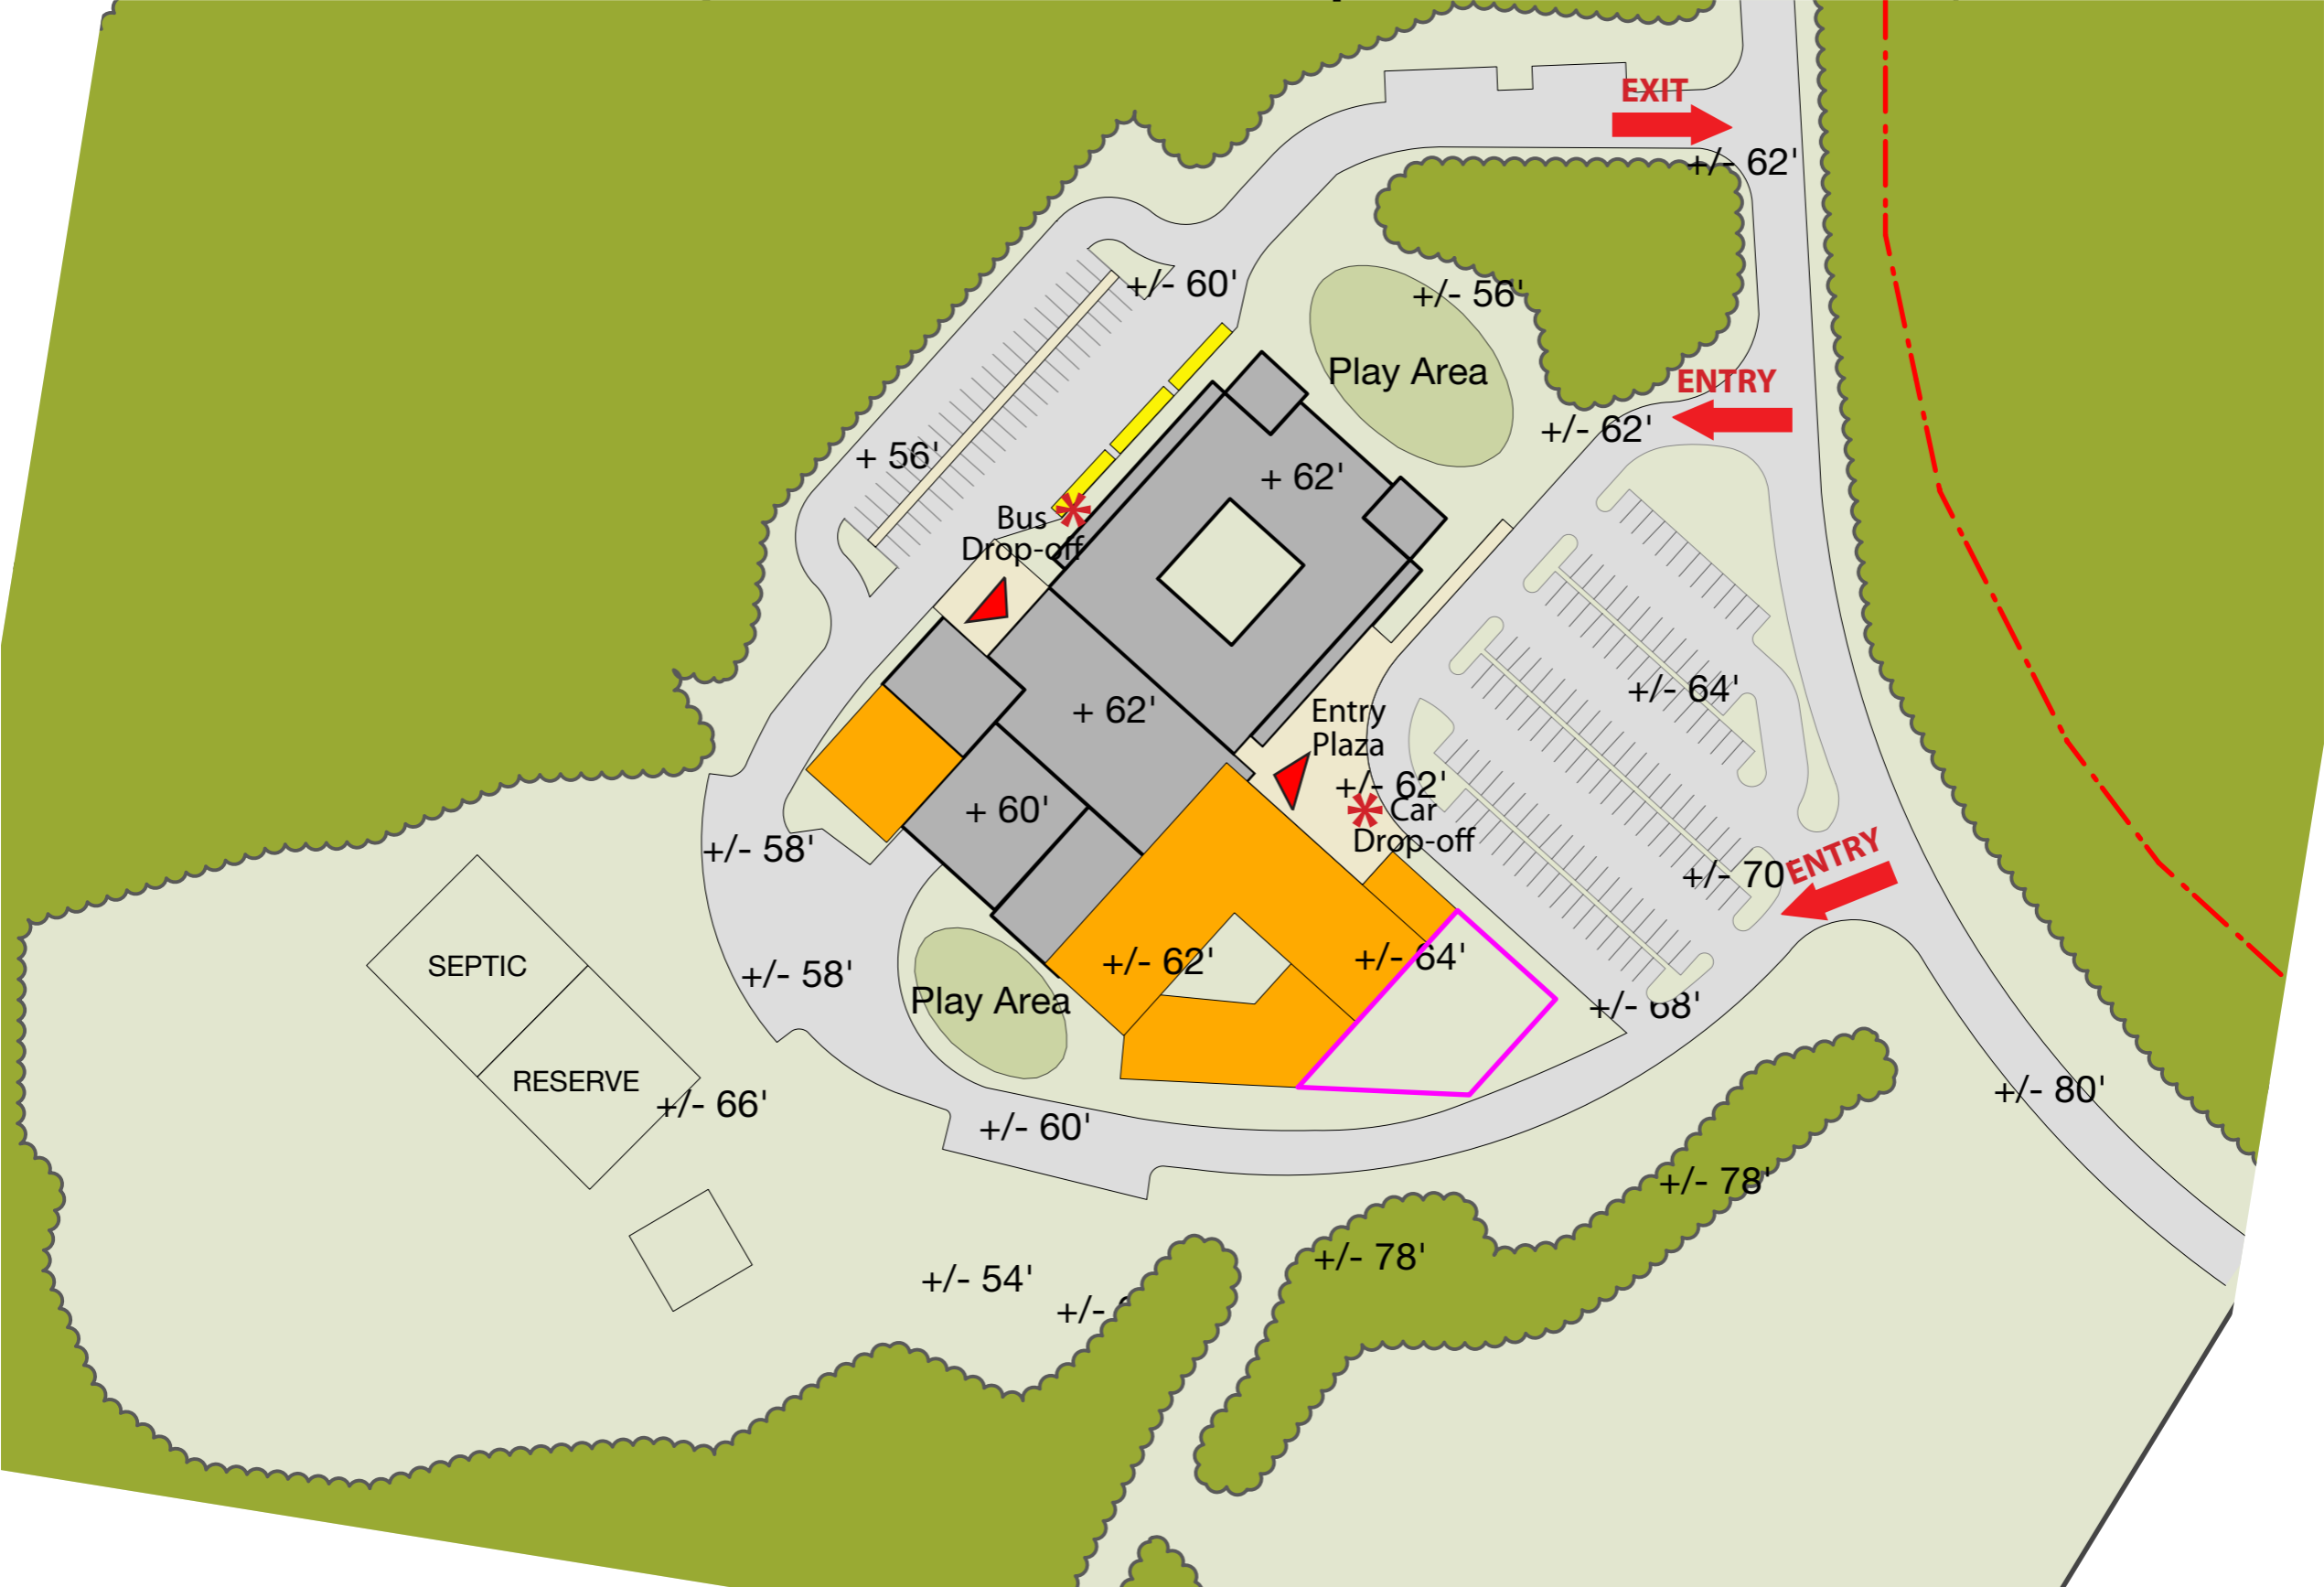 EXIT
+/- 62'
+/- 60'
+/- 56'
Play Area
ENTRY
+/- 62'
+ 56'
+ 62'
Bus
Drop-off
+/- 64'
+ 62'
Entry
Plaza
+/- 62'
Car
Drop-off
+ 60'
+/- 58'
ENTRY
+/- 70
+/- 62'
+/- 64'
SEPTIC
+/- 58'
Play Area
+/- 68'
RESERVE
+/- 66'
+/- 60'
+/- 80'
+/- 78'
+/- 78'
+/- 54'
+/-